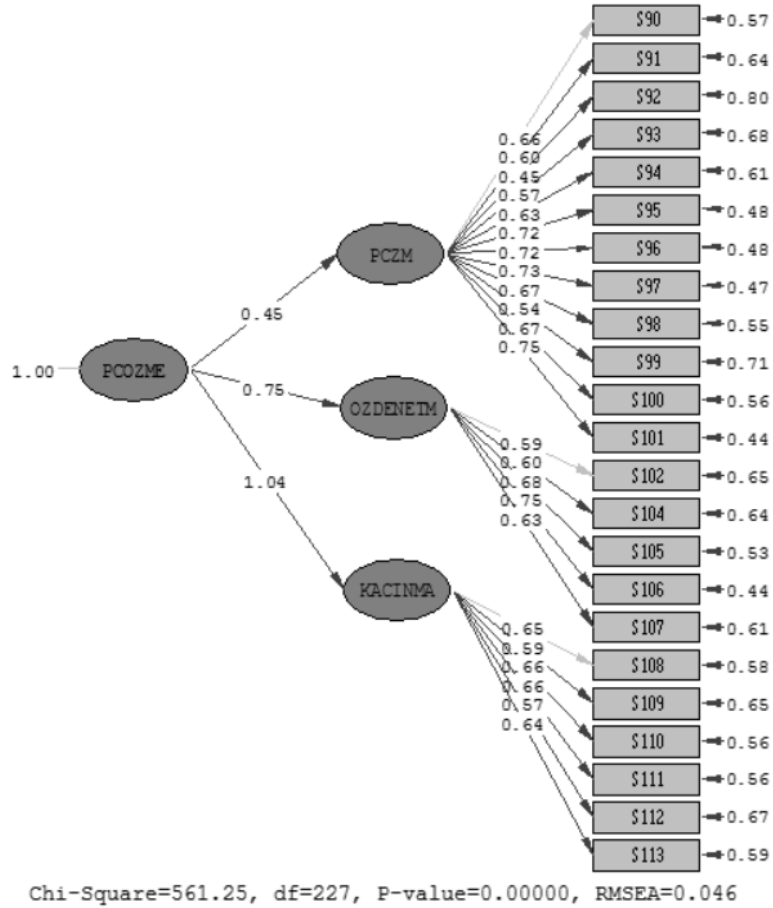 S90 0.57
S91 0.64
S92 0.80
S93 0.68
S94 0.61
S95 0.48
S96 0.48
S97 0.47
S98 0.55
S99 0.71
S100 0.56
S101 0.44
S102 0.65
S104 0.64
S105 0.53
S106 0.44
S107 0.61
S108 0.58
S109 0.65
S110 0.56
S111 0.56
S112 0.67
S113 0.59
0.66
0.60
0.45
0.57
0.63
0.72
0.72
0.73
0.67
0.54
0.67
0.75
PCZM
0.45
1.00 PCOZME
0.75
OZDENETM
1.04
0.59
0.60
0.68
0.75
0.63
KACINMA
0.65
0.59
0.66
0.66
0.57
0.64
Chi-Square=561.25, df=227, P-value=0.00000, RMSEA=0.046